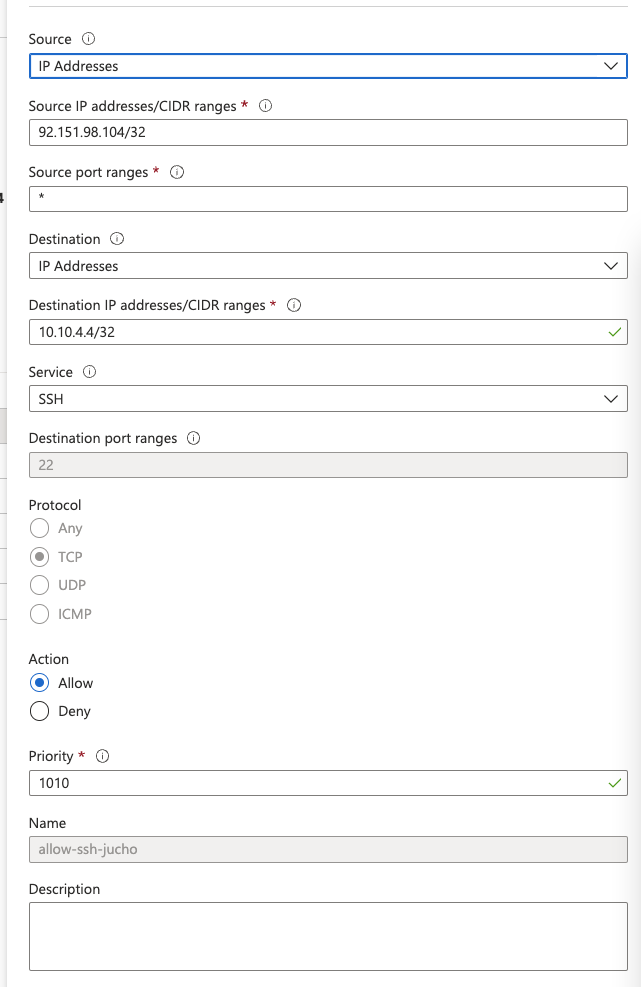 Source
IP Addresses
Source IP addresses/CIDR ranges *
92.151.98.104/32
Source port ranges *
*
Destination
IP Addresses
Destination IP addresses/CIDR ranges *
10.10.4.4/32
Service
SSH
Destination port ranges
22
Protocol
Any
TCP
UDP
ICMP
Action
Allow
Deny
Priority *
1010
Name
allow-ssh-jucho
Description